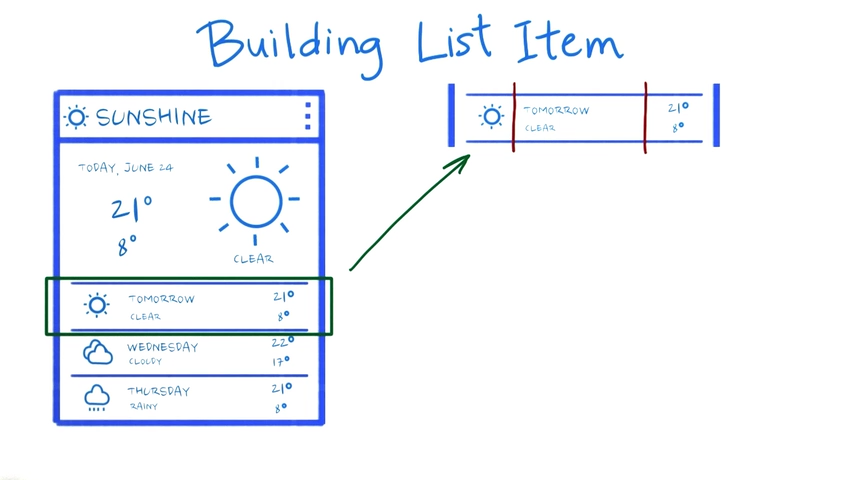 Building List Item
SUNSHINE
TODAY, JUNE 24
21°
8°
CLEAR
TOMORROW 21°
CLEAR 8°
WEDNESDAY 22°
CLOUDY 17°
THURSDAY 21°
RAINY 8°
TOMORROW 21°
CLEAR 8°